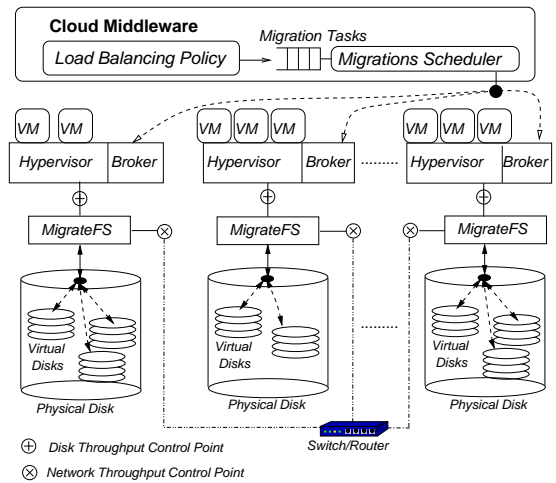 Cloud Middleware
Migration Tasks
Load Balancing Policy
Migrations Scheduler
VM VM
VM VM VM
VM VM VM
Hypervisor Broker
Hypervisor Broker
Hypervisor Broker
MigrateFS
MigrateFS
MigrateFS
Virtual
Disks
Virtual
Disks
Virtual
Disks
Physical Disk
Physical Disk
Physical Disk
Switch/Router
Disk Throughput Control Point
Network Throughput Control Point